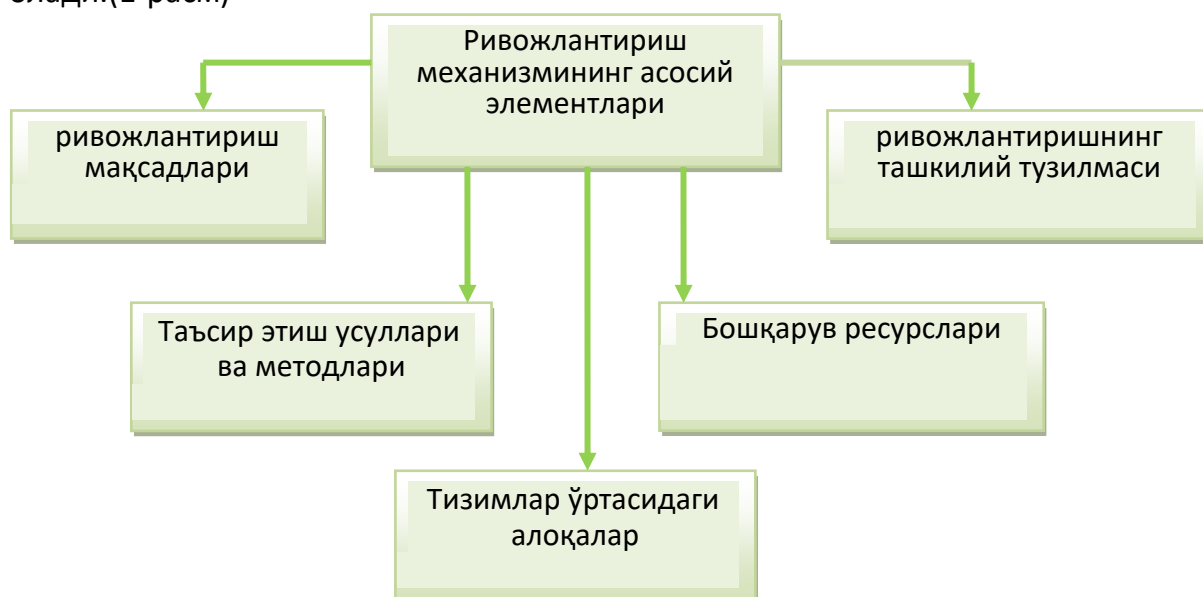 Ривожлантириш
механизмининг асосий
элементлари
ривожлантириш
мақсадлари
ривожлантиришнинг
ташкилий тузилмаси
Таъсир этиш усуллари
ва методлари
Бошқарув ресурслари
Тизимлар ўртасидаги
алоқалар